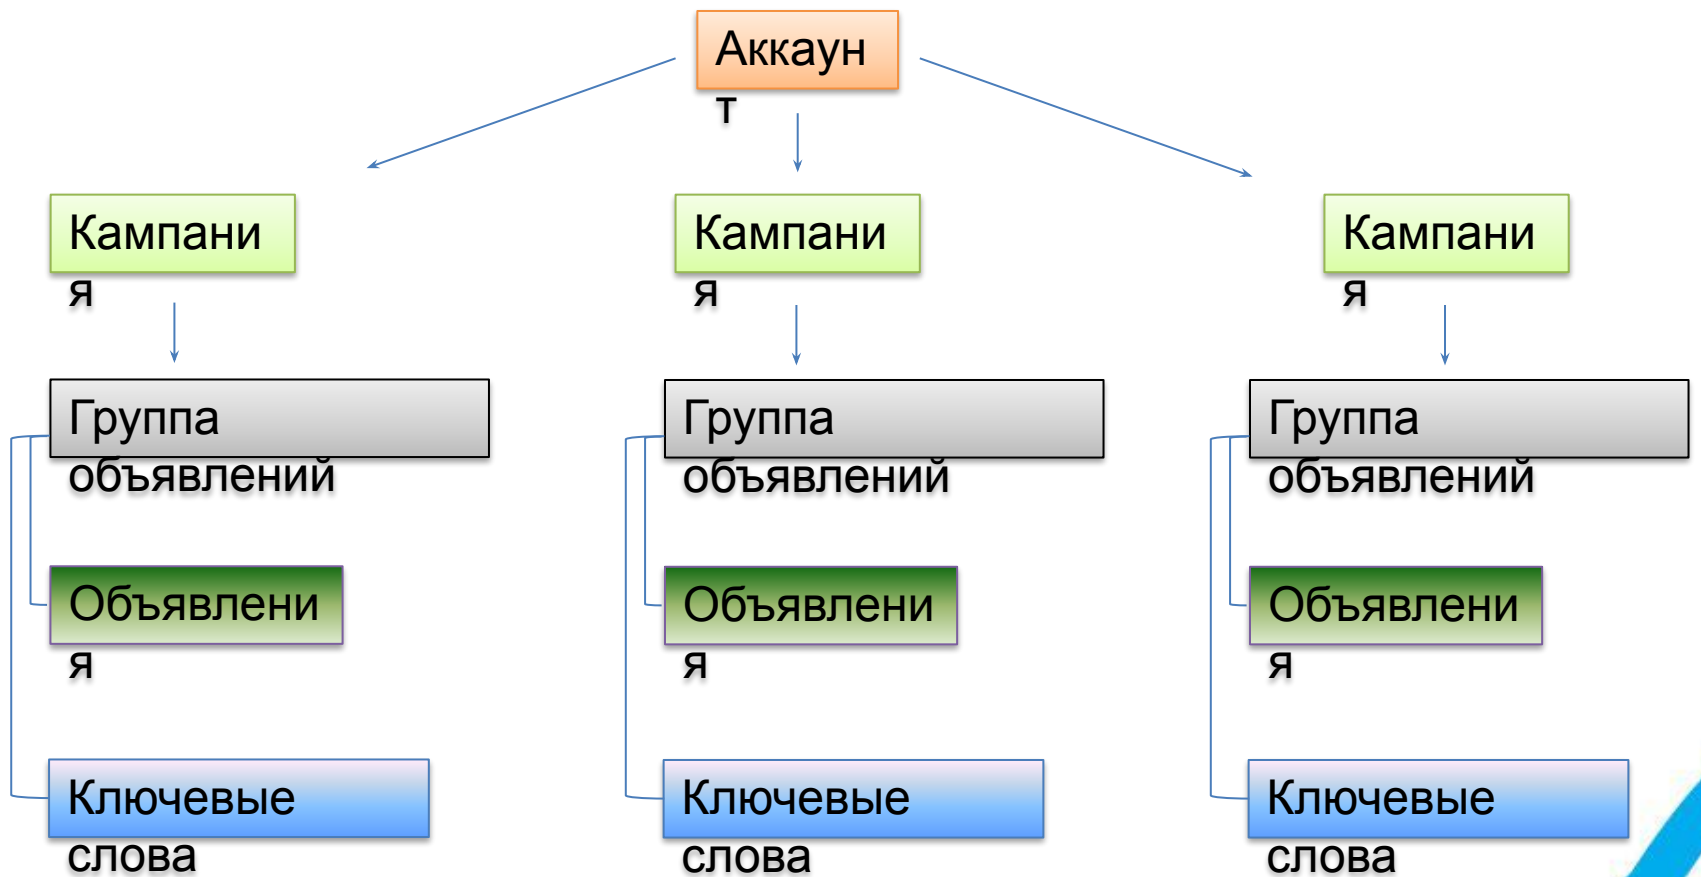 Аккаун
т
Кампани
я
Кампани
я
Кампани
я
Группа
объявлений
Группа
объявлений
Группа
объявлений
Объявлени
я
Объявлени
я
Объявлени
я
Ключевые
слова
Ключевые
слова
Ключевые
слова